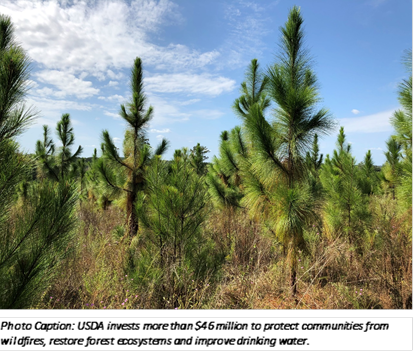 Photo Caption: USDA invests more than $46 million to protect communities from
wildfires, restore forest ecosystems and improve drinking water.